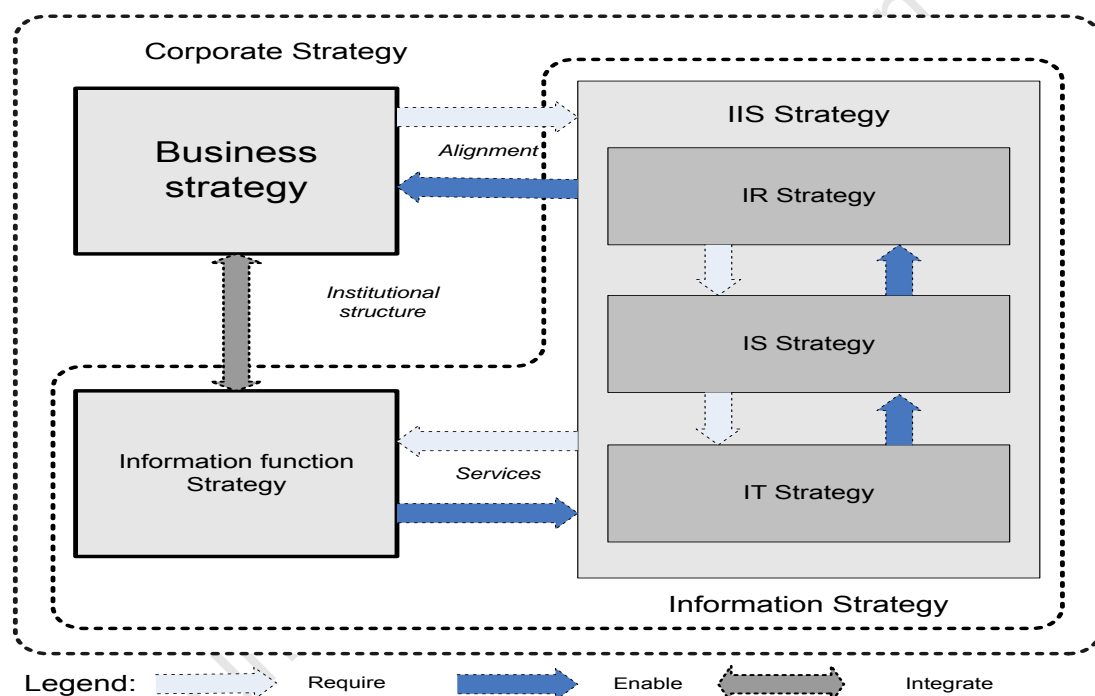 Corporate Strategy
Business
strategy
Alignment
IIS Strategy
IR Strategy
Institutional
structure
IS Strategy
Information function
Strategy
Services
IT Strategy
Information Strategy
Legend:
Require
Enable
Integrate